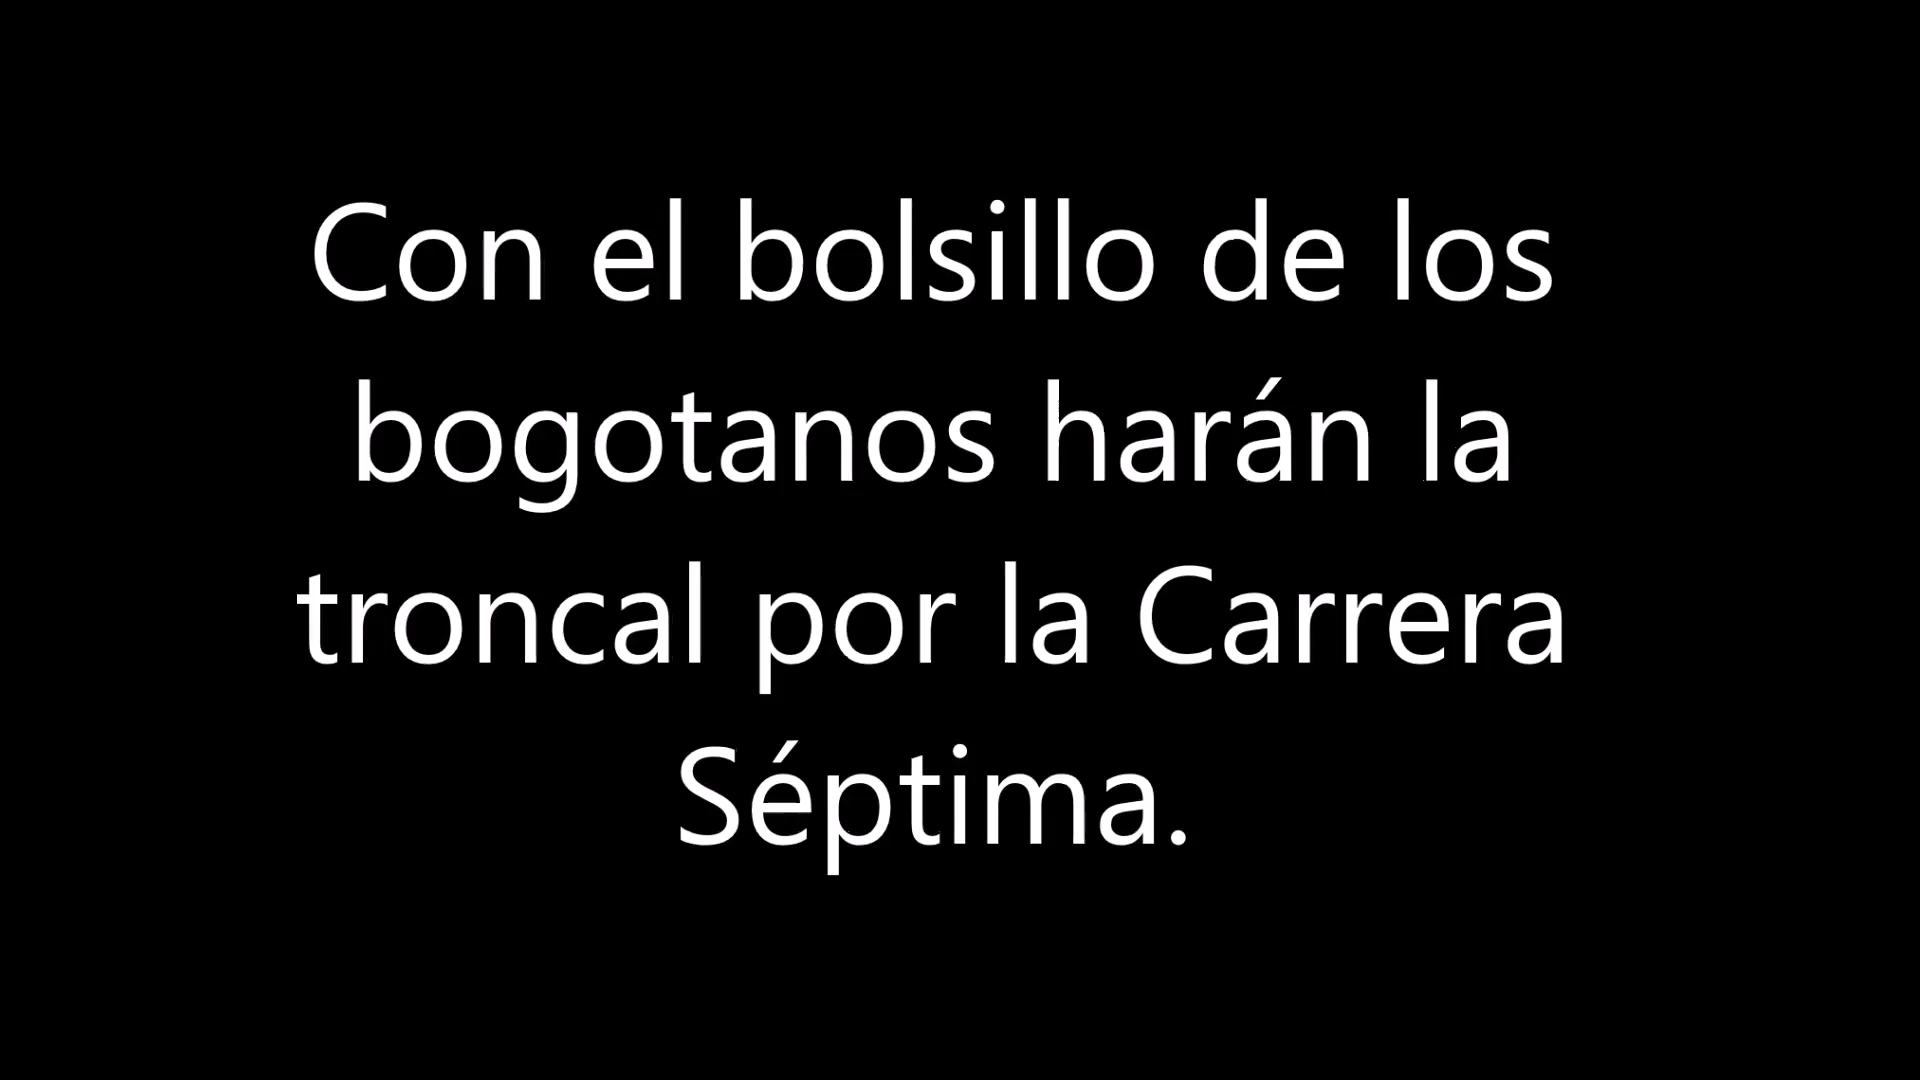 Con el bolsillo de los
bogotanos harán la
troncal por la Carrera
Séptima.